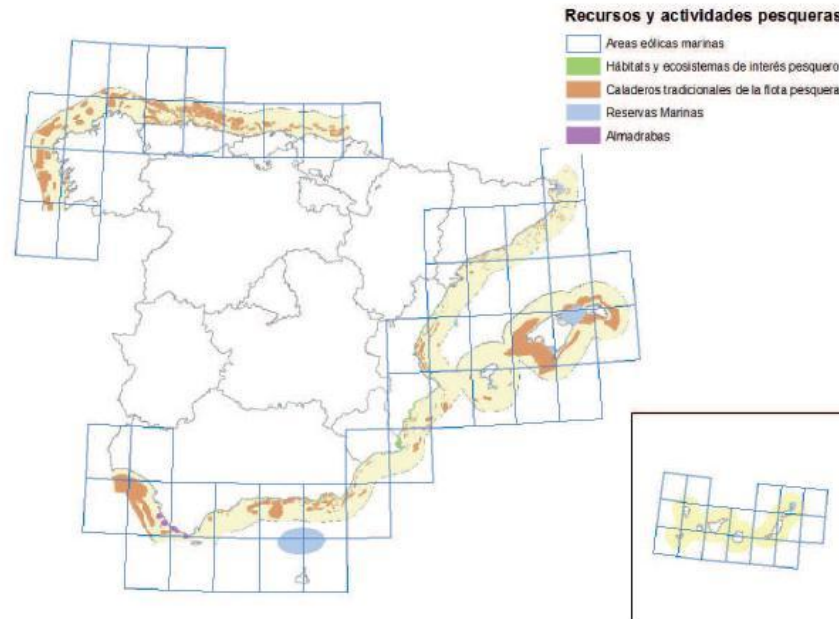 Recursos y actividades pesqueras
Areas eólicas marinas
Hábitats y ecosistemas de interés pesquero
Caladeros tradicionales de la flota pesquera
Reservas Marinas
Almadrabas